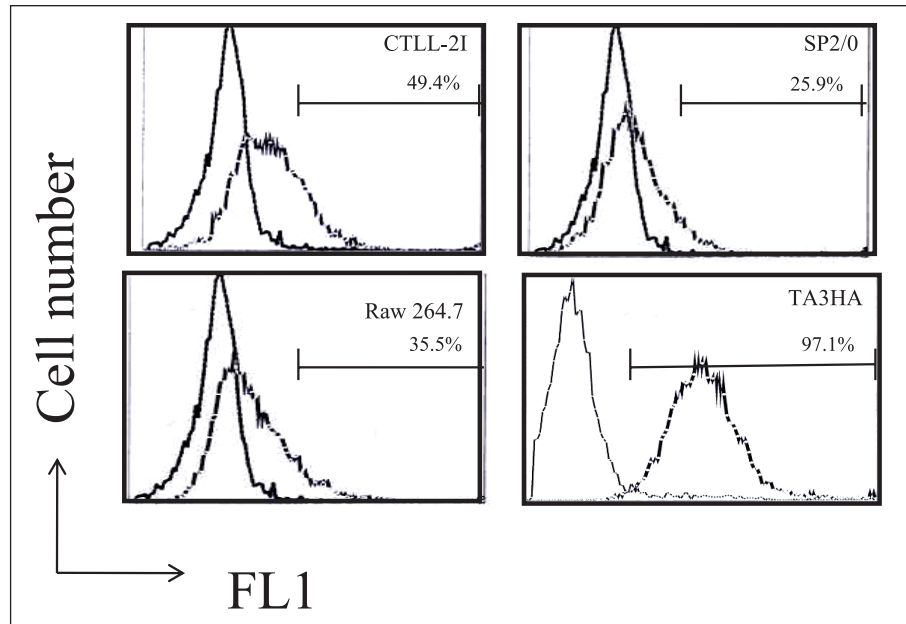 CTLL-2I
49.4%
SP2/0
25.9%
Raw 264.7
35.5%
TA3HA
97.1%
Cell number
FL1